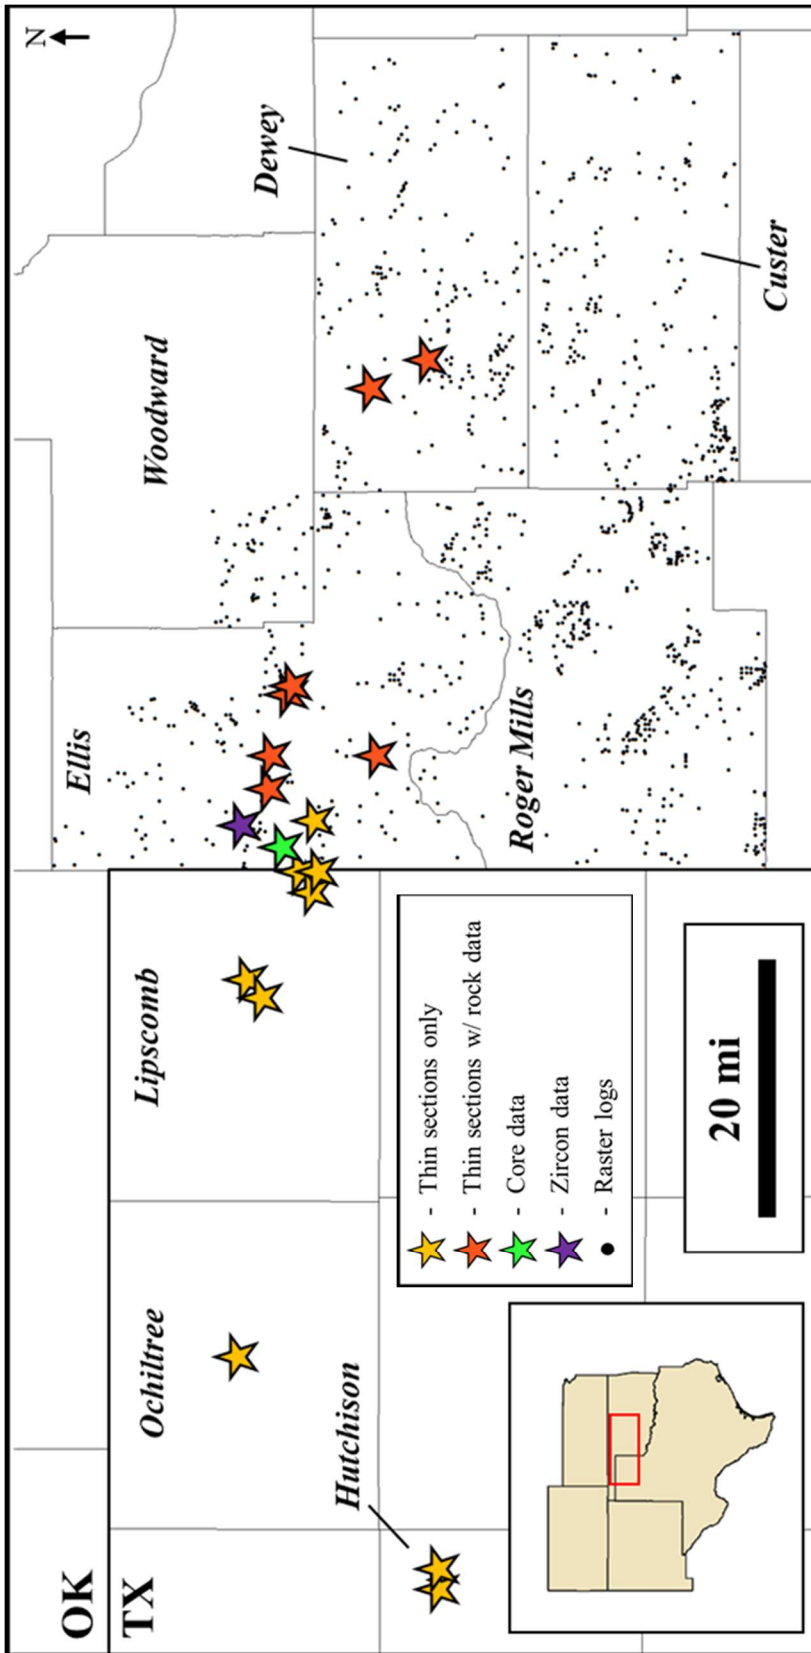 N
OK
TX
Ochiltree
Lipscomb
Ellis
Woodward
Dewey
Hutchison
Roger Mills
Custer
- Thin sections only
- Thin sections w/ rock data
- Core data
- Zircon data
- Raster logs
20 mi